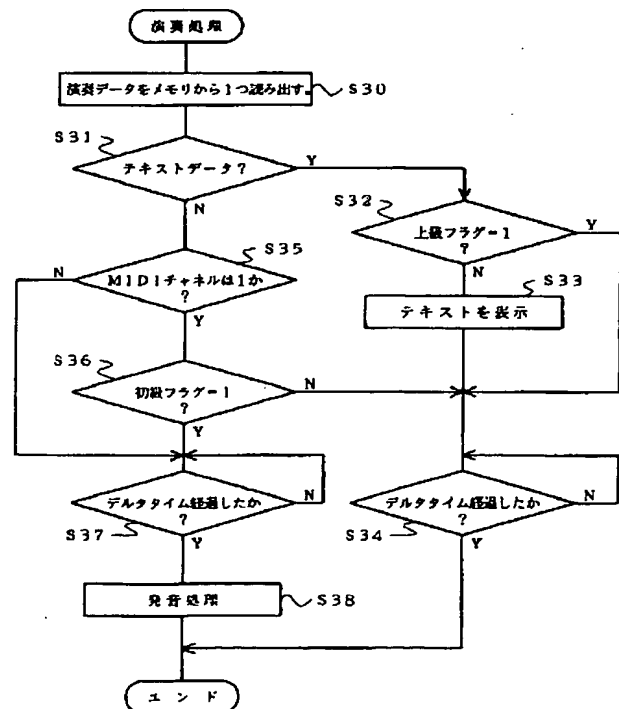 演奏処理
演奏データをメモリから1つ読み出す。
S30
S31
テキストデータ?
Y
N
S32
上級フラグ=1
?
Y
N
S33
テキストを表示
S35
N
MIDIチャネルは1か
?
Y
S36
初級フラグ=1
?
N
Y
デルタタイム経過したか
?
N
S37
Y
デルタタイム経過したか
?
N
S34
Y
発音処理
S38
エンド